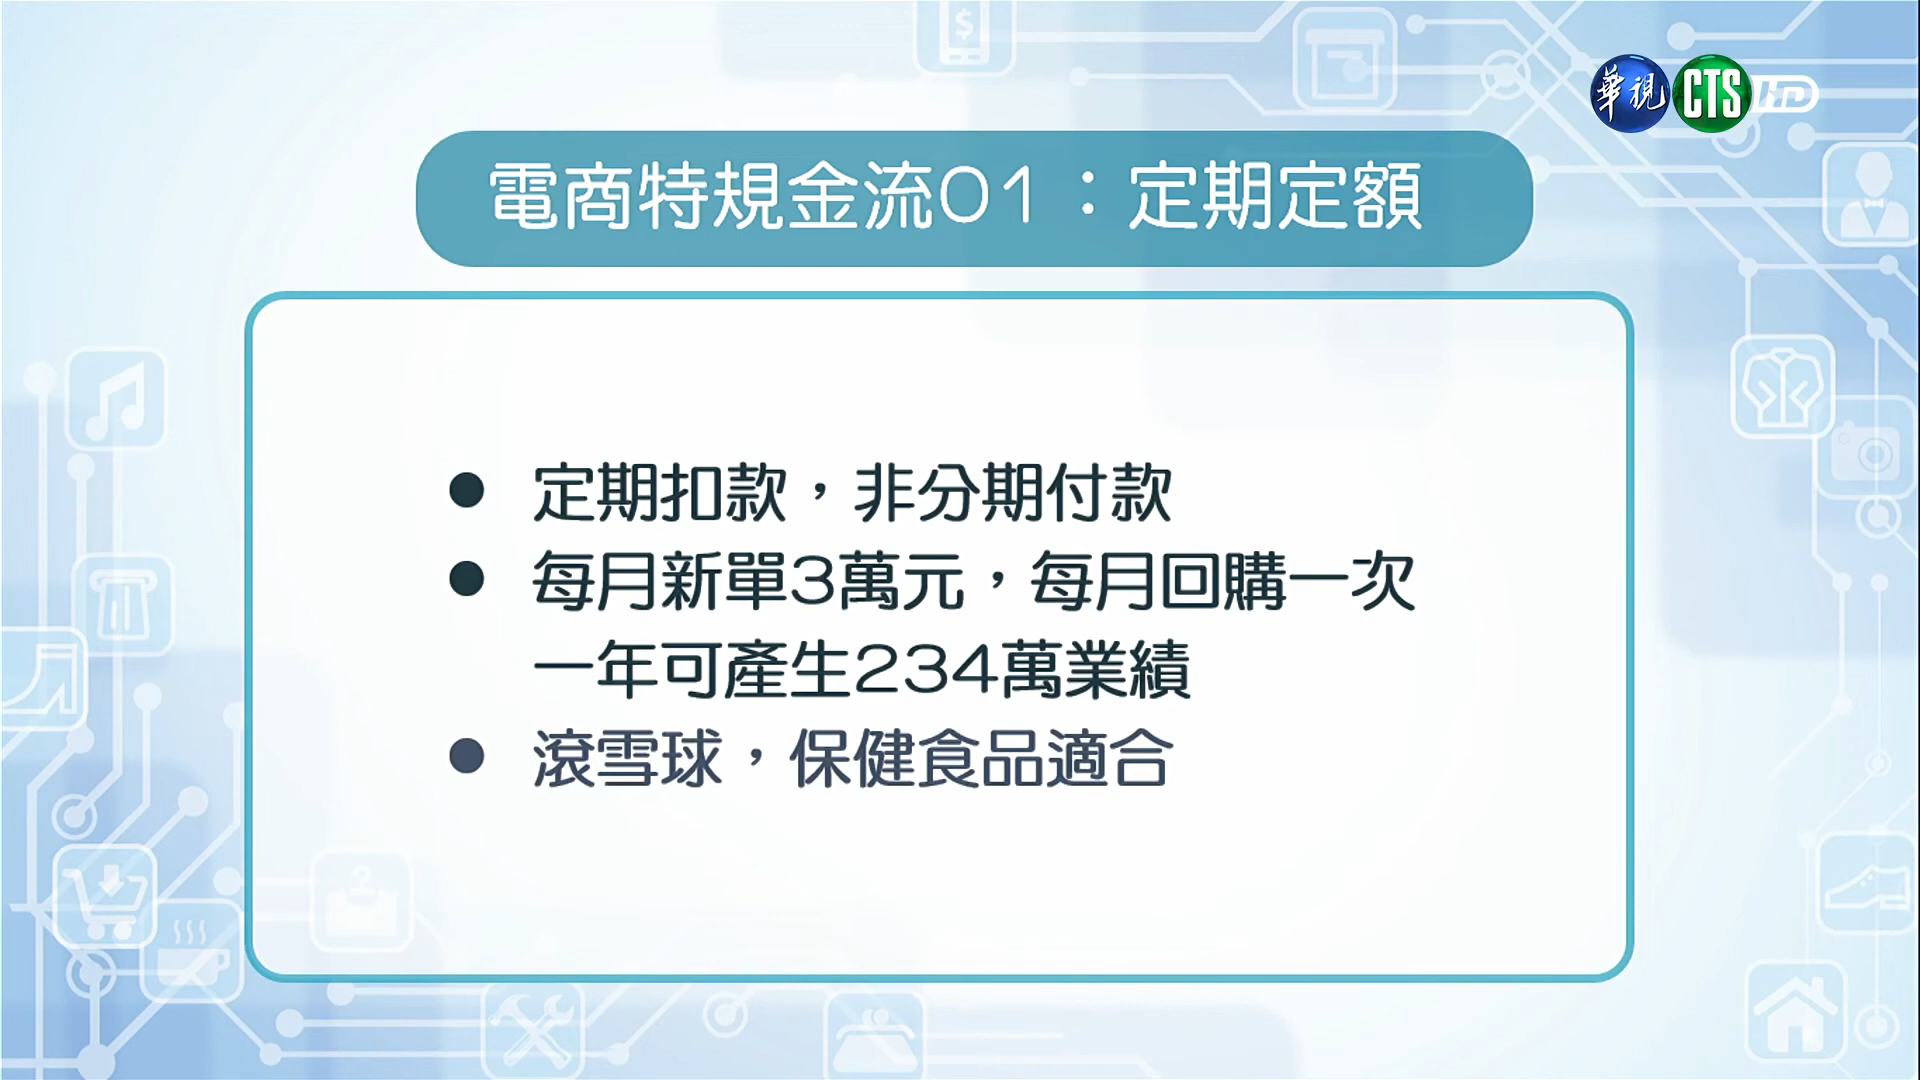 華視 CTS HD
電商特規金流01：定期定額
● 定期扣款，非分期付款
● 每月新單3萬元，每月回購一次
一年可產生234萬業績
● 滾雪球，保健食品適合
$
2